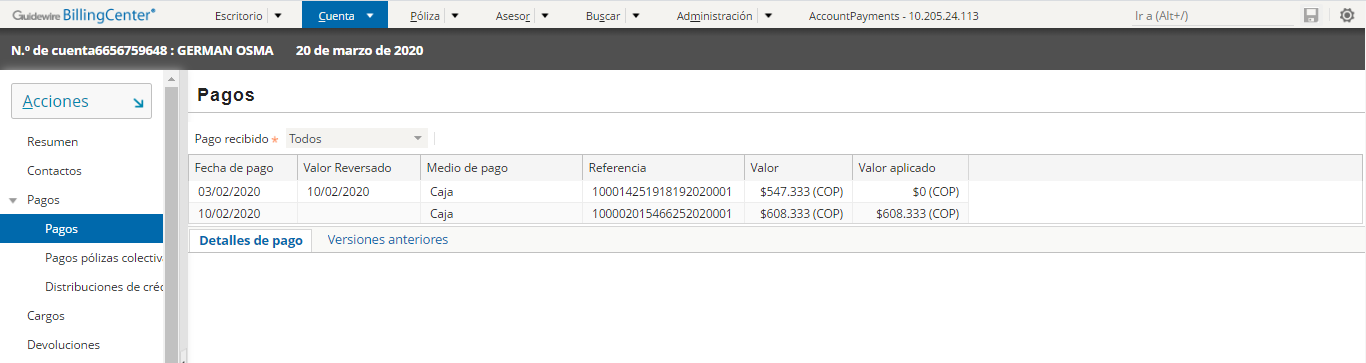 Guidewire BillingCenter® Escritorio Cuenta Póliza Asesor Buscar Administración AccountPayments - 10.205.24.113 Ir a (Alt+/)
N.º de cuenta6656759648 : GERMAN OSMA 20 de marzo de 2020
Acciones
Resumen
Contactos
Pagos
Pagos
Pagos pólizas colectiva
Distribuciones de créd
Cargos
Devoluciones
Pagos
Pago recibido * Todos
Fecha de pago Valor Reversado Medio de pago Referencia Valor Valor aplicado
03/02/2020 10/02/2020 Caja 100014251918192020001 $547.333 (COP) $0 (COP)
10/02/2020 Caja 100002015466252020001 $608.333 (COP) $608.333 (COP)
Detalles de pago Versiones anteriores